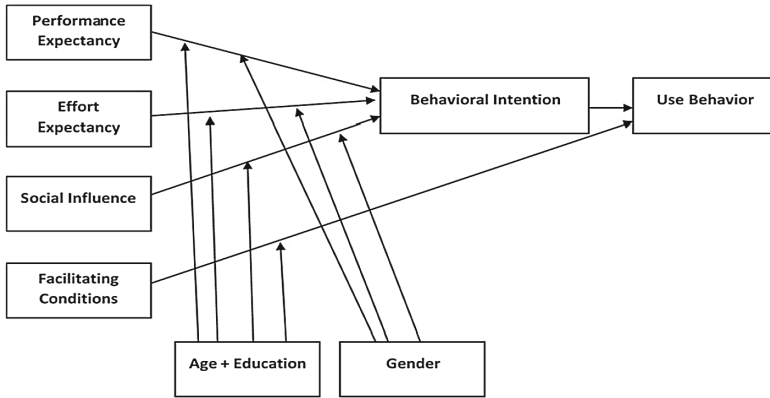 Performance
Expectancy
Effort
Expectancy
Social Influence
Facilitating
Conditions
Behavioral Intention
Use Behavior
Age + Education
Gender